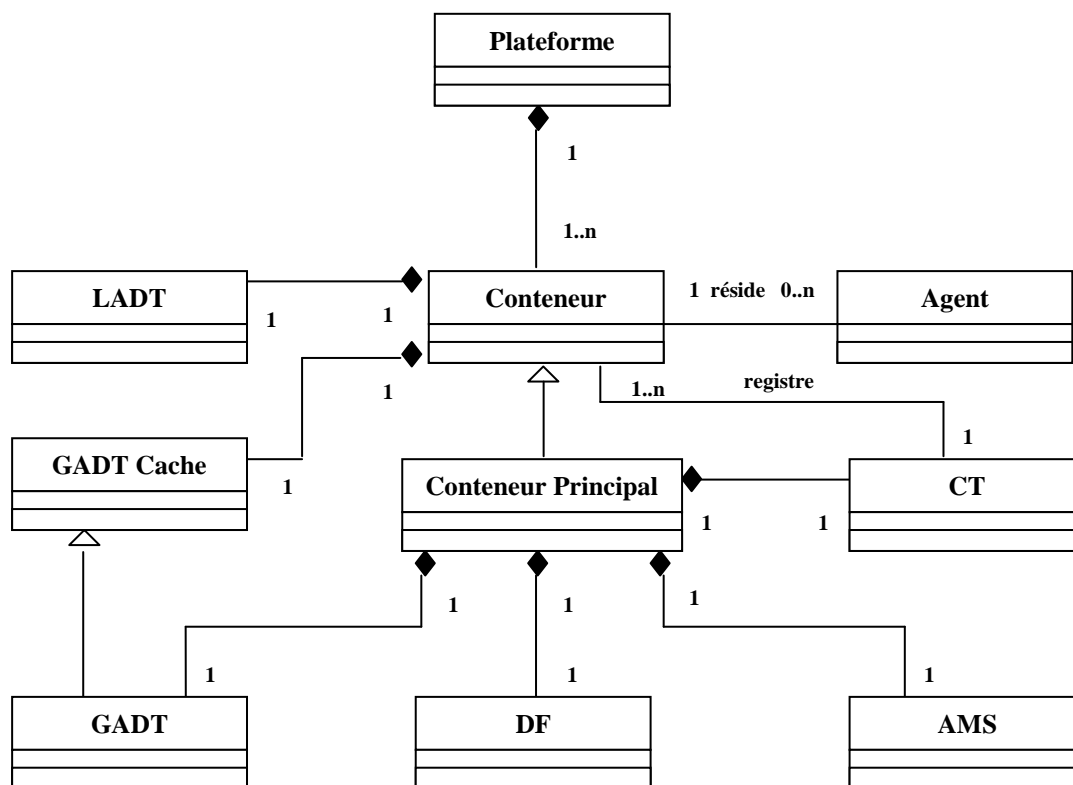 Plateforme
1
1..n
LADT
Conteneur
1 réside 0..n
Agent
1
1
1
1..n
registre
1
GADT Cache
1
Conteneur Principal
CT
1
1
1
1
1
1
1
1
GADT
DF
AMS